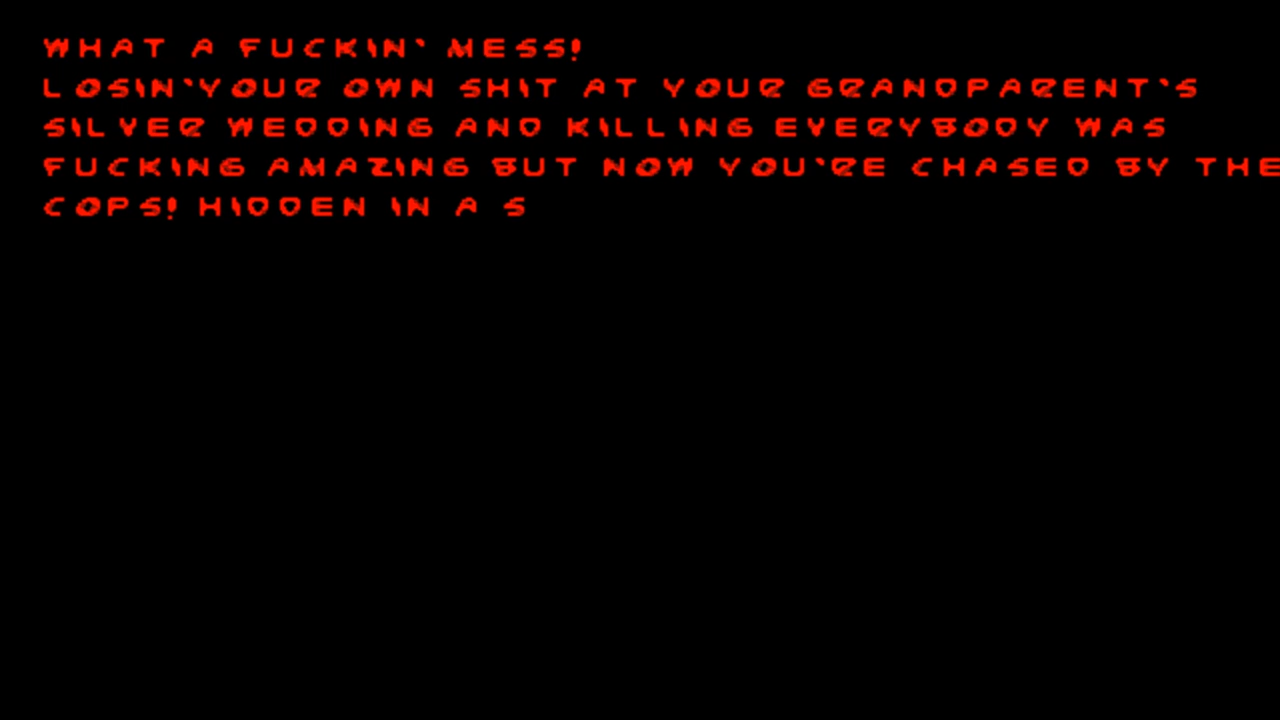 WHAT A FUCKIN' MESS!
LOSIN'YOUR OWN SHIT AT YOUR GRANDPARENT'S
SILVER WEDDING AND KILLING EVERYBODY WAS
FUCKING AMAZING BUT NOW YOU'RE CHASED BY THE
COPS! HIDDEN IN A S